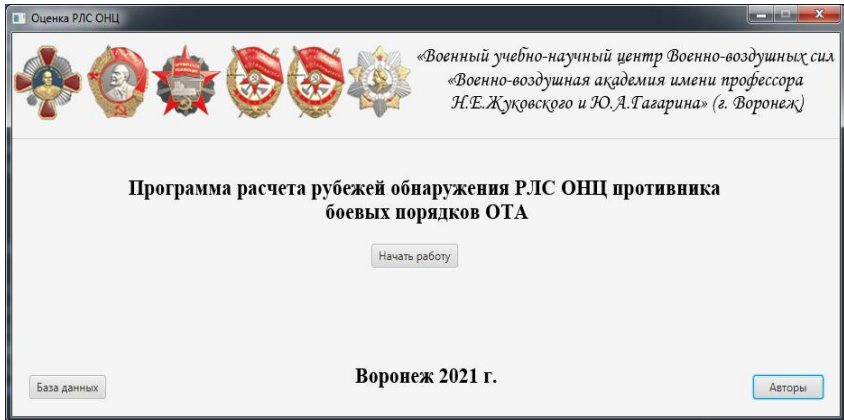 Оценка РЛС ОНЦ
«Военный учебно-научный центр Военно-воздушных сил
«Военно-воздушная академия имени профессора
Н.Е.Жуковского и Ю.А.Гагарина» (г. Воронеж)
Программа расчета рубежей обнаружения РЛС ОНЦ противника
боевых порядков ОТА
Начать работу
Воронеж 2021 г.
База данных
Авторы